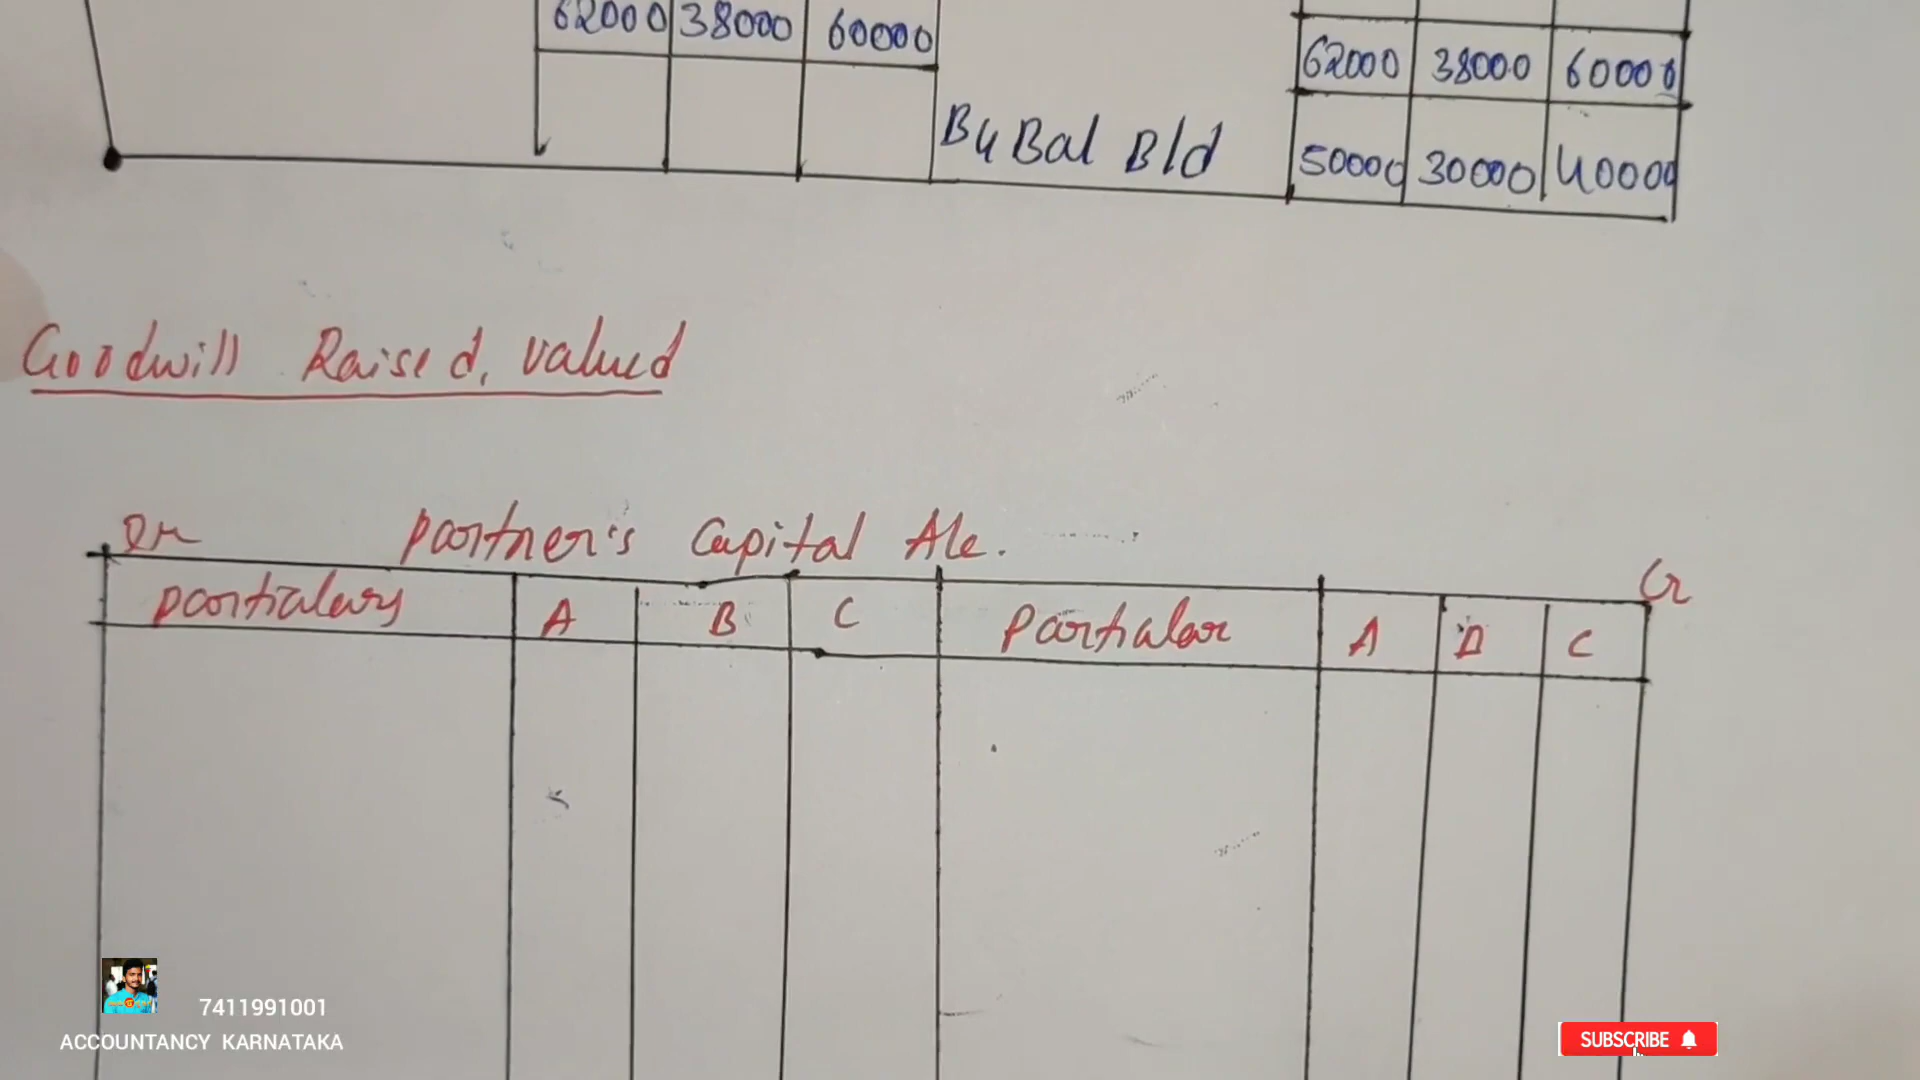 62000 38000 60000
62000 38000 60000
By Bal B/d 50000 30000 40000
Goodwill Raised, valued
Dr Partner's Capital A/c. Cr
particulars A B C Particular A B C
7411991001
ACCOUNTANCY KARNATAKA
SUBSCRIBE